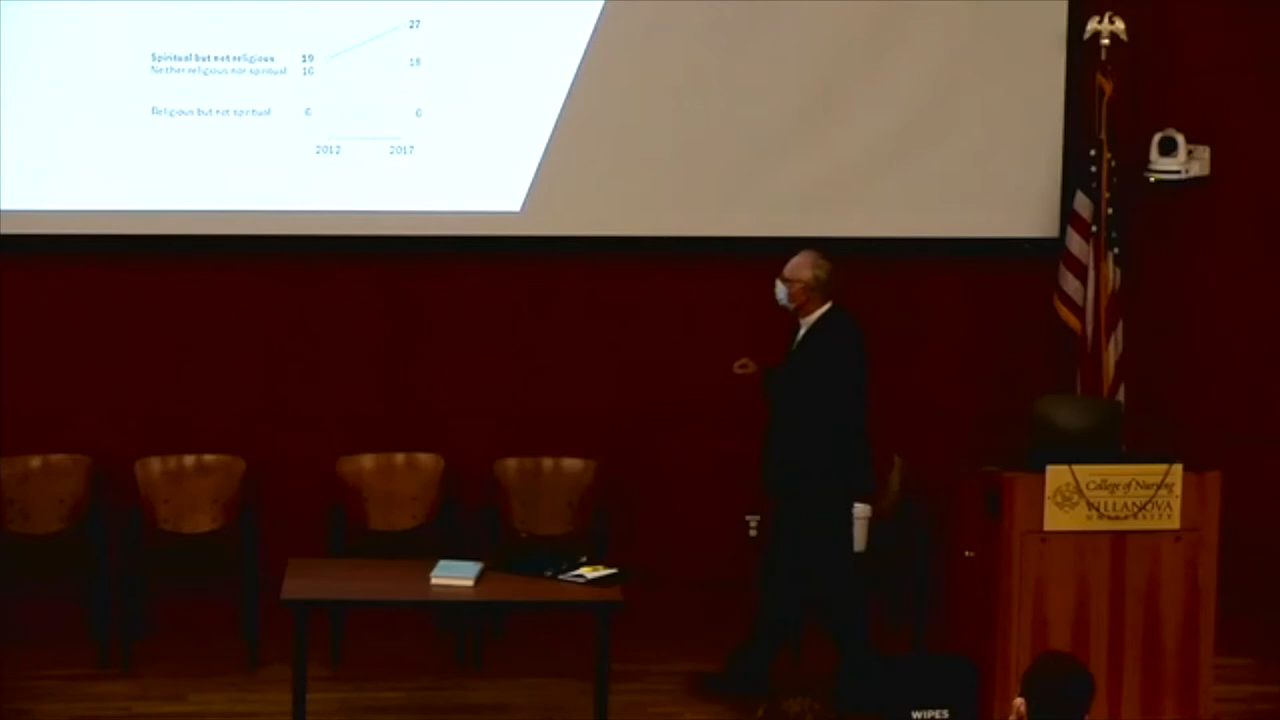 27
Spiritual but not religious 19
18
Neither religious nor spiritual 16
Religious but not spiritual 6 6
2012 2017
College of Nursing
VILLANOVA
UNIVERSITY
WIPES